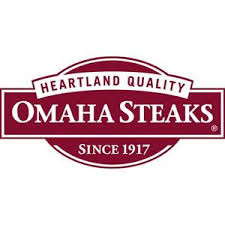 HEARTLAND QUALITY
OMAHA STEAKS®
SINCE 1917